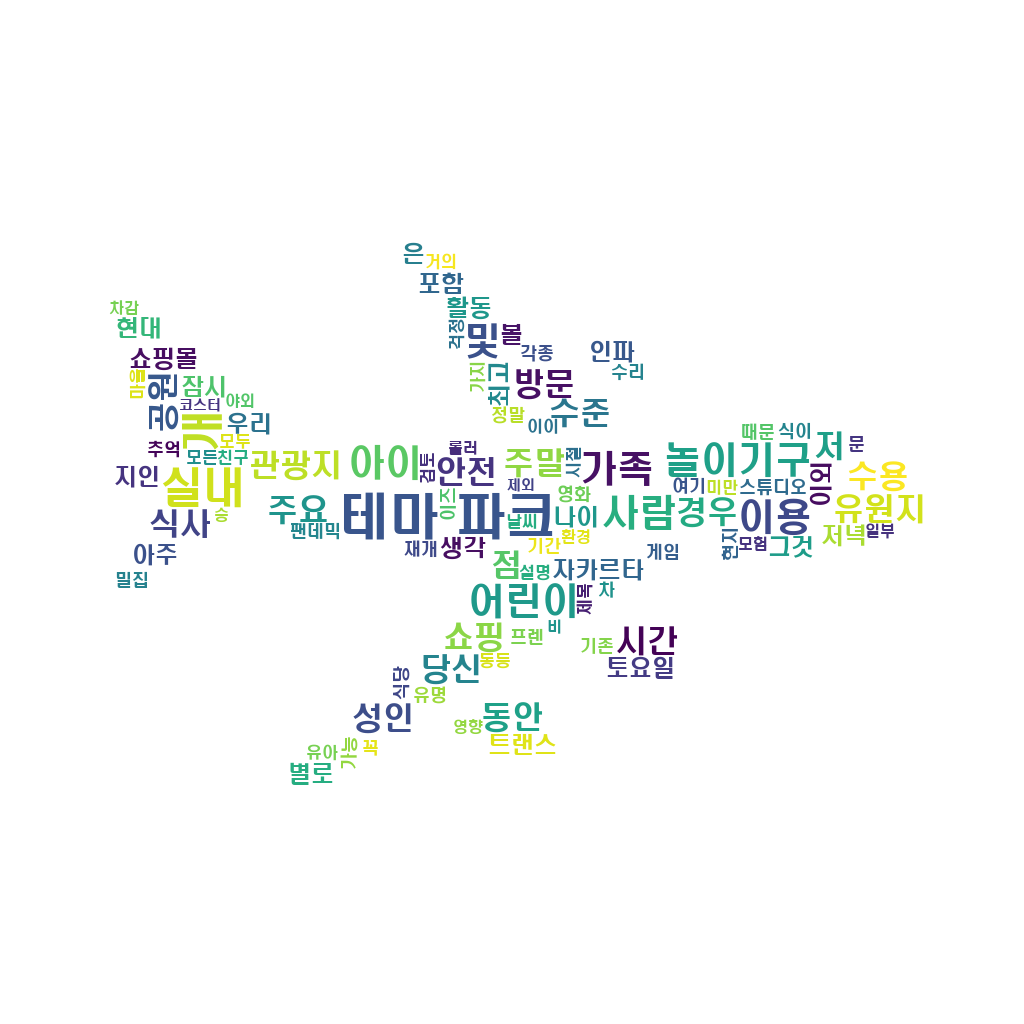 은
거의
포함
차감
활동
현대
걱정
및
볼
쇼핑몰
각종
인파
수리
마을
공원
잠시
가지
최고
방문
코스터
야외
개
우리
정말
이이
수준
모두
때문
식이
추억
모든친구
롤러
문
저
지인
관광지
아이
검토
안전
주말
시절
가족
놀이기구
이외
수용
실내
제외
여기
미만
스튜디오
식사
승
주요
팬데믹
테마 파크
이즈
영화
날씨
나이
사람
경우
이용
유원지
저녁
일부
아주
재개
생각
기간
환경
게임
현지
모험
그것
밀집
점
설명
자카르타
어린이
제목
차
비
쇼핑
프렌
기존
시간
당신
동등
토요일
식당
유명
성인
영향
동안
트랜스
유아
가능
꼭
별로